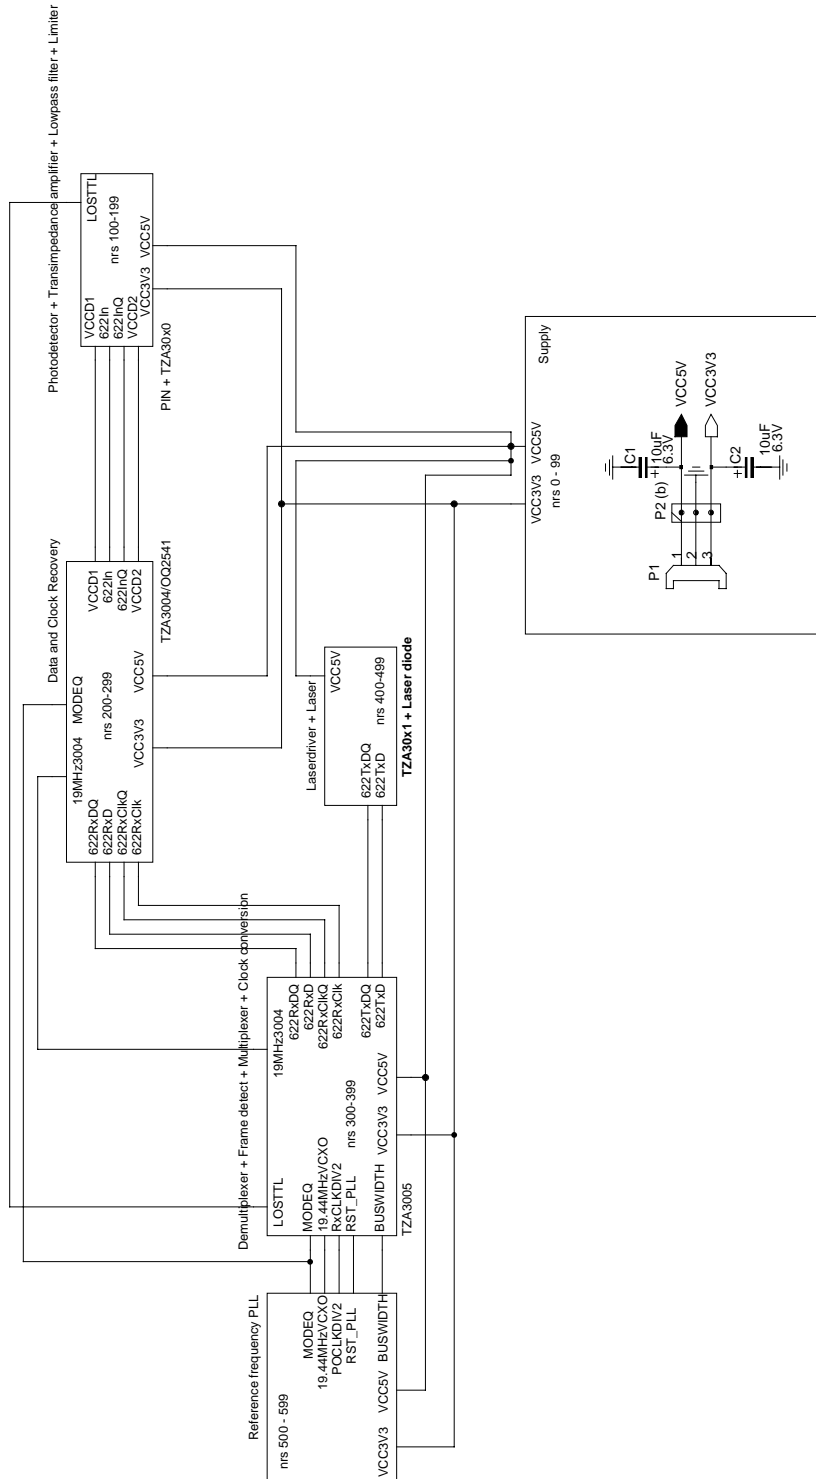 Photodetector + Transimpedance amplifier + Lowpass filter + Limiter
LOSTTL
nrs 100-199
VCCD1
622In
622InQ
VCCD2
VCC3V3
VCC5V
PIN + TZA30x0
Data and Clock Recovery
19MHz3004
MODEQ
nrs 200-299
VCCD1
622In
622InQ
VCCD2
622RxDQ
622RxD
622RxClkQ
622RxClk
VCC3V3
VCC5V
TZA3004/OQ2541
Laserdriver + Laser
VCC5V
nrs 400-499
622TxDQ
622TxD
TZA30x1 + Laser diode
Demultiplexer + Frame detect + Multiplexer + Clock conversion
LOSTTL
19MHz3004
622RxDQ
622RxD
622RxClkQ
622RxClk
622TxDQ
622TxD
nrs 300-399
MODEQ
19.44MHzVCXO
RxCLKDIV2
RST_PLL
BUSWIDTH
VCC3V3
VCC5V
TZA3005
Reference frequency PLL
nrs 500 - 599
MODEQ
19.44MHzVCXO
POCLKDIV2
RST_PLL
BUSWIDTH
VCC3V3
VCC5V
Supply
VCC3V3
VCC5V
nrs 0 - 99
P1
1
2
3
P2 (b)
C1
+
10uF
6.3V
VCC5V
VCC3V3
C2
+
10uF
6.3V